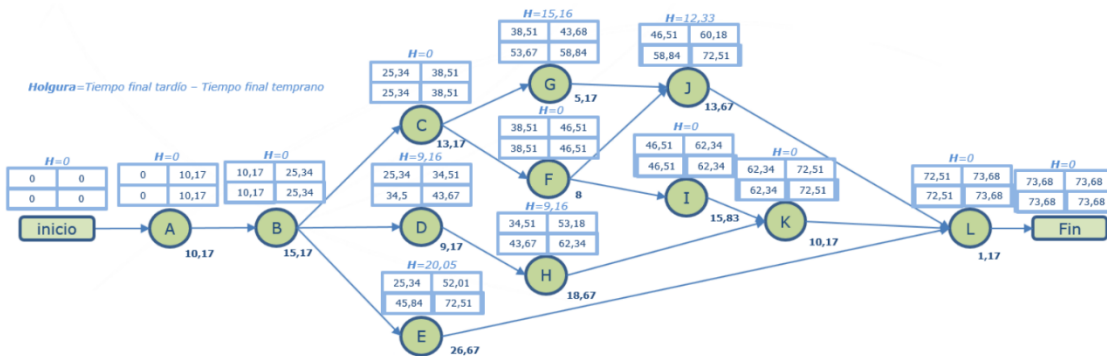 H=15,16
38,51 43,68
53,67 58,84
G
5,17
H=12,33
46,51 60,18
58,84 72,51
J
13,67
Holgura=Tiempo final tardío – Tiempo final temprano
H=0
25,34 38,51
25,34 38,51
C
13,17
H=0
38,51 46,51
38,51 46,51
F
8
H=0
46,51 62,34
46,51 62,34
I
15,83
H=0
0 0
0 0
inicio
H=0
0 10,17
0 10,17
A
10,17
H=0
10,17 25,34
10,17 25,34
B
15,17
H=9,16
25,34 34,51
34,5 43,67
D
9,17
H=9,16
34,51 53,18
43,67 62,34
H
18,67
H=0
62,34 72,51
62,34 72,51
K
10,17
H=0
72,51 73,68
72,51 73,68
L
1,17
H=0
73,68 73,68
73,68 73,68
Fin
H=20,05
25,34 52,01
45,84 72,51
E
26,67